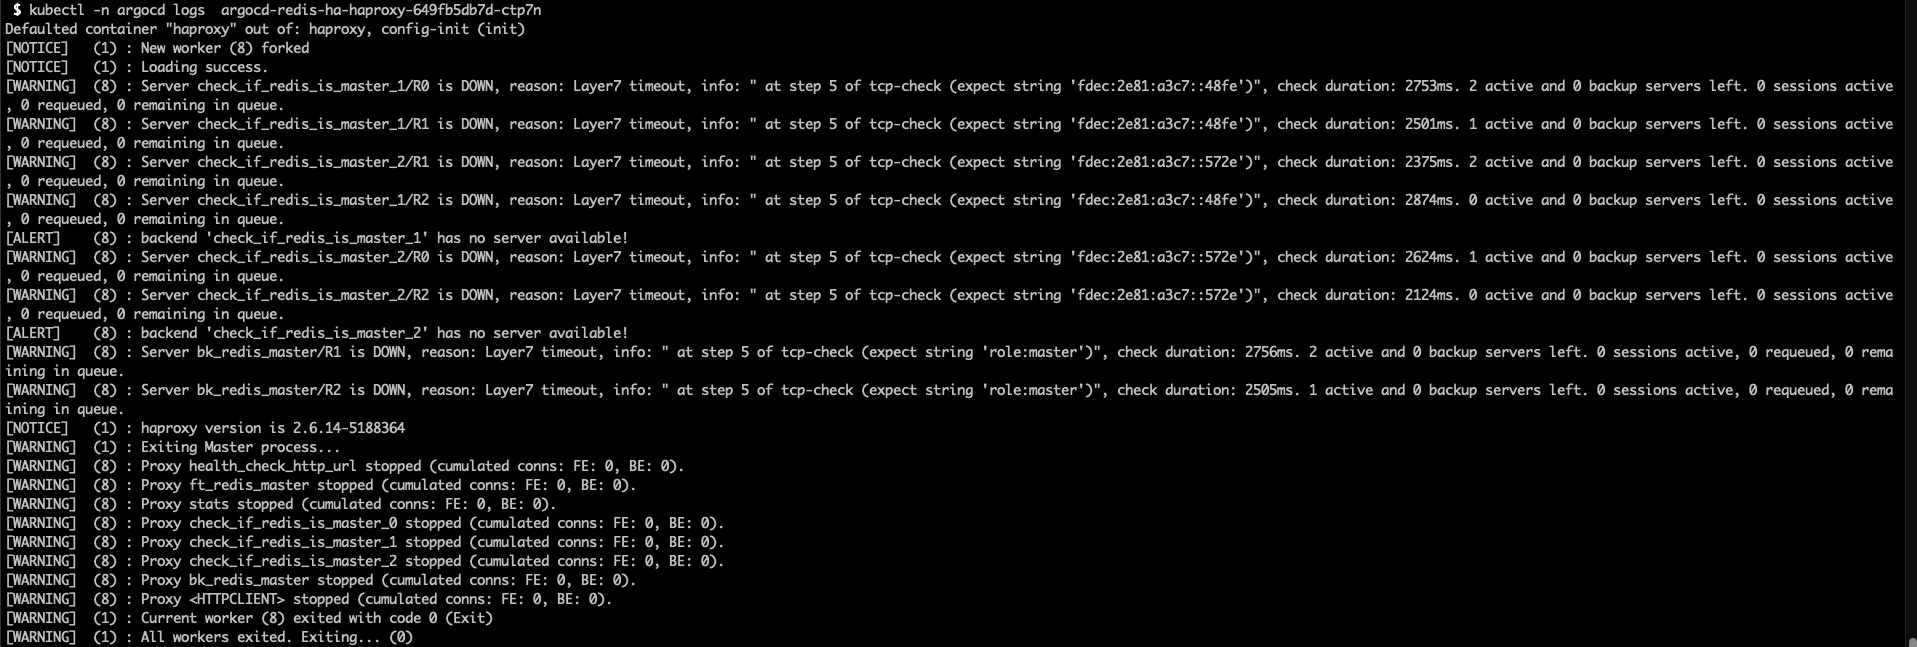 $ kubectl -n argocd logs  argocd-redis-ha-haproxy-649fb5db7d-ctp7n
Defaulted container "haproxy" out of: haproxy, config-init (init)
[NOTICE]   (1) : New worker (8) forked
[NOTICE]   (1) : Loading success.
[WARNING]  (8) : Server check_if_redis_is_master_1/R0 is DOWN, reason: Layer7 timeout, info: " at step 5 of tcp-check (expect string 'fdec:2e81:a3c7::48fe')", check duration: 2753ms. 2 active and 0 backup servers left. 0 sessions active
, 0 requeued, 0 remaining in queue.
[WARNING]  (8) : Server check_if_redis_is_master_1/R1 is DOWN, reason: Layer7 timeout, info: " at step 5 of tcp-check (expect string 'fdec:2e81:a3c7::48fe')", check duration: 2501ms. 1 active and 0 backup servers left. 0 sessions active
, 0 requeued, 0 remaining in queue.
[WARNING]  (8) : Server check_if_redis_is_master_2/R1 is DOWN, reason: Layer7 timeout, info: " at step 5 of tcp-check (expect string 'fdec:2e81:a3c7::572e')", check duration: 2375ms. 2 active and 0 backup servers left. 0 sessions active
, 0 requeued, 0 remaining in queue.
[WARNING]  (8) : Server check_if_redis_is_master_1/R2 is DOWN, reason: Layer7 timeout, info: " at step 5 of tcp-check (expect string 'fdec:2e81:a3c7::48fe')", check duration: 2874ms. 0 active and 0 backup servers left. 0 sessions active
, 0 requeued, 0 remaining in queue.
[ALERT]    (8) : backend 'check_if_redis_is_master_1' has no server available!
[WARNING]  (8) : Server check_if_redis_is_master_2/R0 is DOWN, reason: Layer7 timeout, info: " at step 5 of tcp-check (expect string 'fdec:2e81:a3c7::572e')", check duration: 2624ms. 1 active and 0 backup servers left. 0 sessions active
, 0 requeued, 0 remaining in queue.
[WARNING]  (8) : Server check_if_redis_is_master_2/R2 is DOWN, reason: Layer7 timeout, info: " at step 5 of tcp-check (expect string 'fdec:2e81:a3c7::572e')", check duration: 2124ms. 0 active and 0 backup servers left. 0 sessions active
, 0 requeued, 0 remaining in queue.
[ALERT]    (8) : backend 'check_if_redis_is_master_2' has no server available!
[WARNING]  (8) : Server bk_redis_master/R1 is DOWN, reason: Layer7 timeout, info: " at step 5 of tcp-check (expect string 'role:master')", check duration: 2756ms. 2 active and 0 backup servers left. 0 sessions active, 0 requeued, 0 rema
ining in queue.
[WARNING]  (8) : Server bk_redis_master/R2 is DOWN, reason: Layer7 timeout, info: " at step 5 of tcp-check (expect string 'role:master')", check duration: 2505ms. 1 active and 0 backup servers left. 0 sessions active, 0 requeued, 0 rema
ining in queue.
[NOTICE]   (1) : haproxy version is 2.6.14-5188364
[WARNING]  (1) : Exiting Master process...
[WARNING]  (8) : Proxy health_check_http_url stopped (cumulated conns: FE: 0, BE: 0).
[WARNING]  (8) : Proxy ft_redis_master stopped (cumulated conns: FE: 0, BE: 0).
[WARNING]  (8) : Proxy stats stopped (cumulated conns: FE: 0, BE: 0).
[WARNING]  (8) : Proxy check_if_redis_is_master_0 stopped (cumulated conns: FE: 0, BE: 0).
[WARNING]  (8) : Proxy check_if_redis_is_master_1 stopped (cumulated conns: FE: 0, BE: 0).
[WARNING]  (8) : Proxy check_if_redis_is_master_2 stopped (cumulated conns: FE: 0, BE: 0).
[WARNING]  (8) : Proxy bk_redis_master stopped (cumulated conns: FE: 0, BE: 0).
[WARNING]  (8) : Proxy <HTTPCLIENT> stopped (cumulated conns: FE: 0, BE: 0).
[WARNING]  (1) : Current worker (8) exited with code 0 (Exit)
[WARNING]  (1) : All workers exited. Exiting... (0)